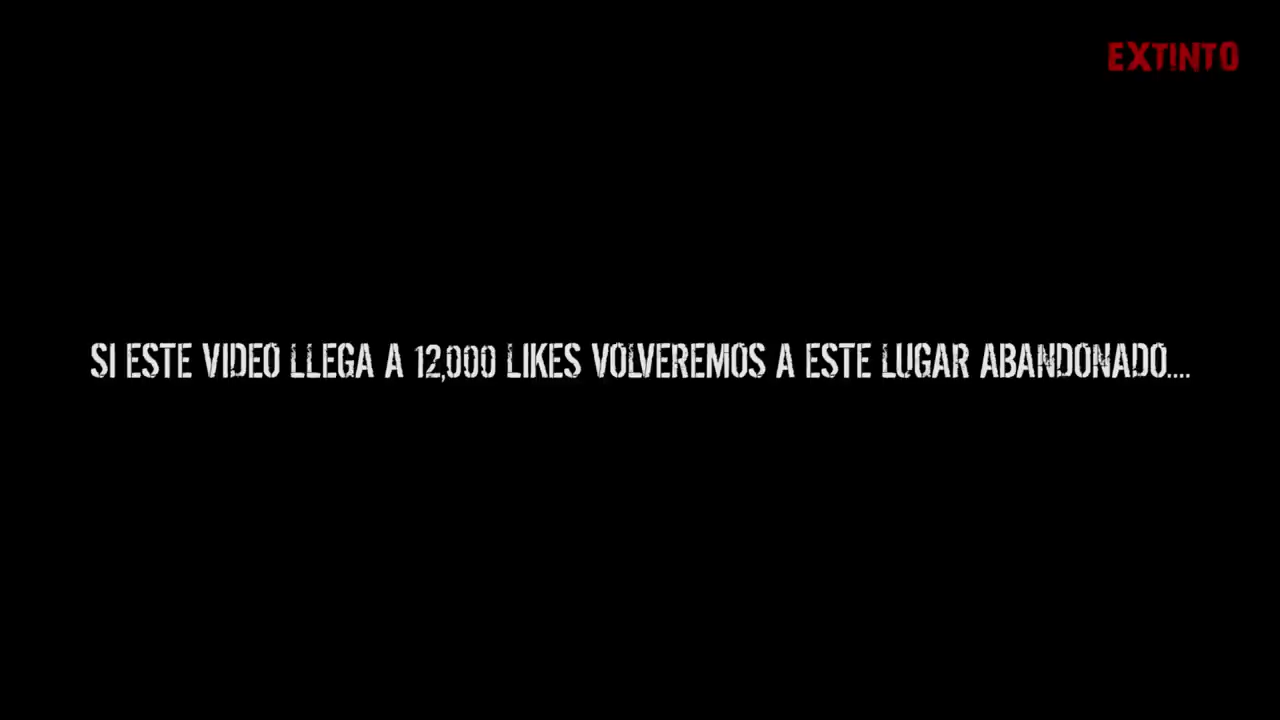 EXTINTO
SI ESTE VIDEO LLEGA A 12,000 LIKES VOLVEREMOS A ESTE LUGAR ABANDONADO....